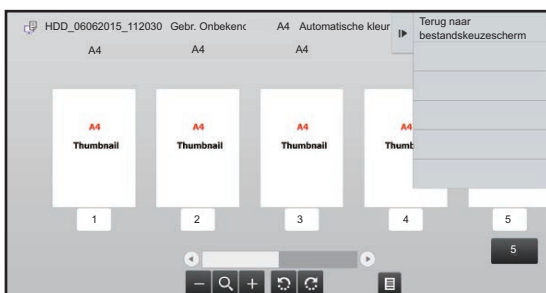 HDD_06062015_112030 Gebr. Onbekend A4 Automatische kleur
Terug naar
bestandskeuzescherm
A4 A4 A4
A4 A4 A4 A4
Thumbnail Thumbnail Thumbnail Thumb
1 2 3 4 5
5